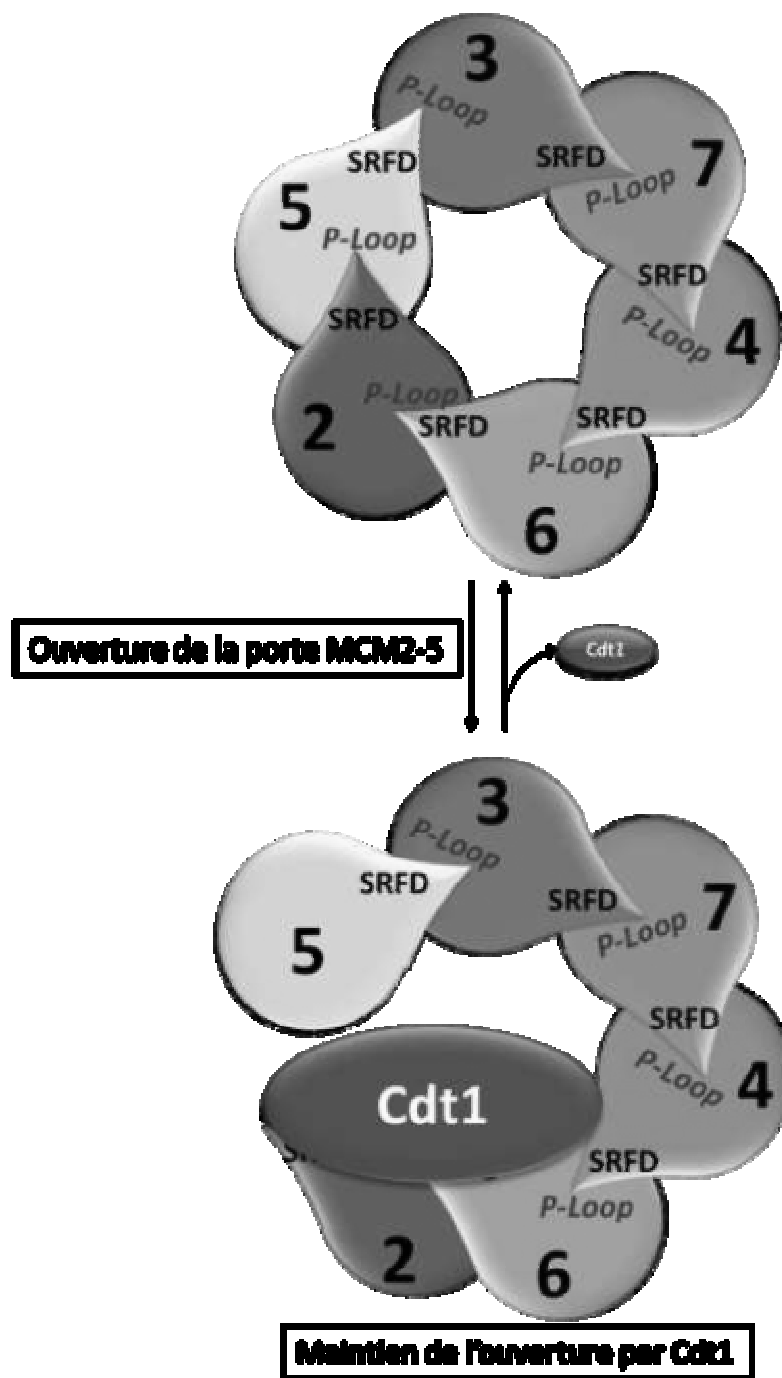 3
P-Loop
SRFD
SRFD
7
P-Loop
5
P-Loop
SRFD
SRFD
P-Loop
4
P-Loop
2
SRFD
SRFD
P-Loop
6
Ouverture de la porte MCM2-5
Cdt1
3
P-Loop
SRFD
SRFD
7
P-Loop
5
SRFD
P-Loop
4
Cdt1
SRFD
P-Loop
2
6
Maintien de l'ouverture par Cdt1